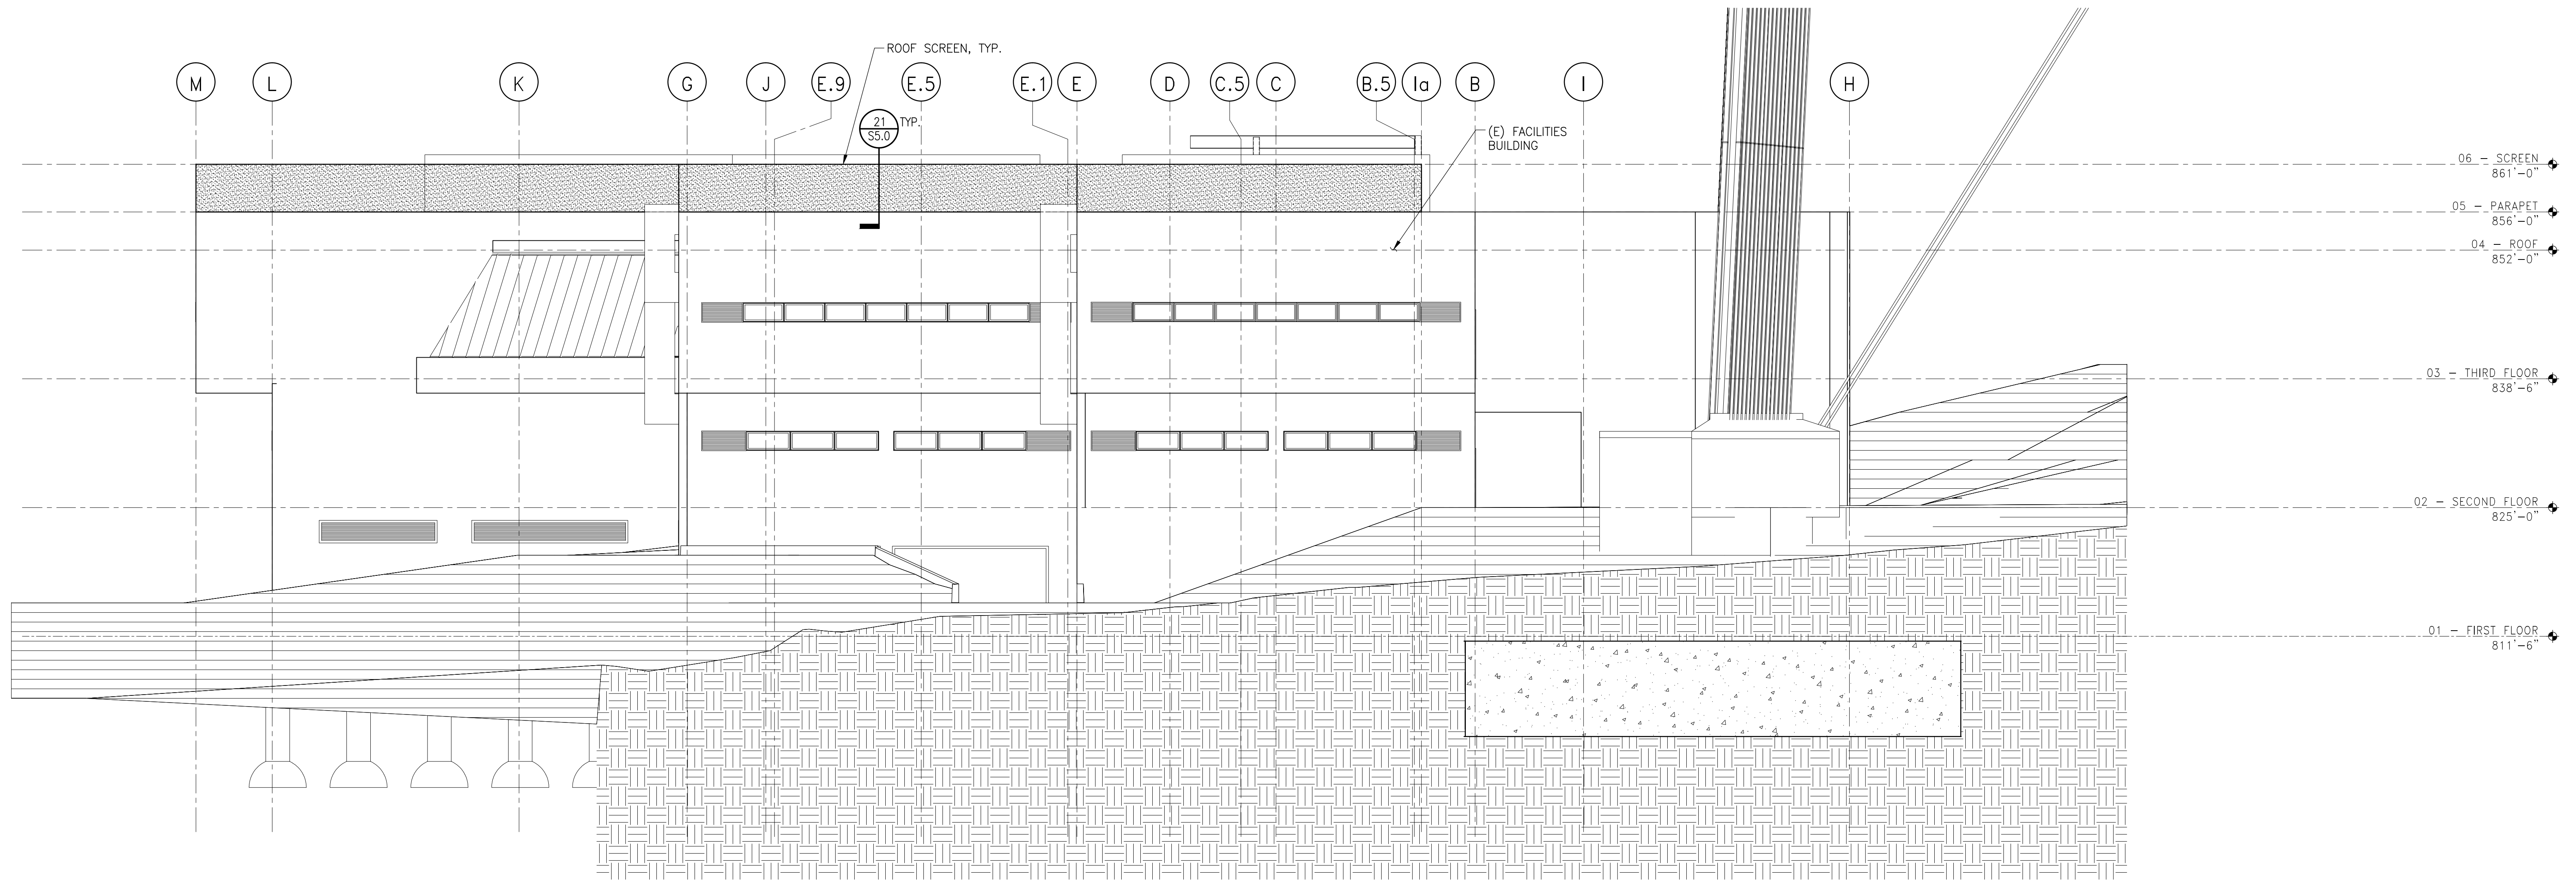 ROOF SCREEN, TYP.
M
L
K
G
J
E.9
E.5
E.1
E
D
C.5
C
B.5
Ia
B
I
H
21
S5.0
TYP.
(E) FACILITIES
BUILDING
06 – SCREEN
861'–0"
05 – PARAPET
856'–0"
04 – ROOF
852'–0"
03 – THIRD FLOOR
838'–6"
02 – SECOND FLOOR
825'–0"
01 – FIRST FLOOR
811'–6"